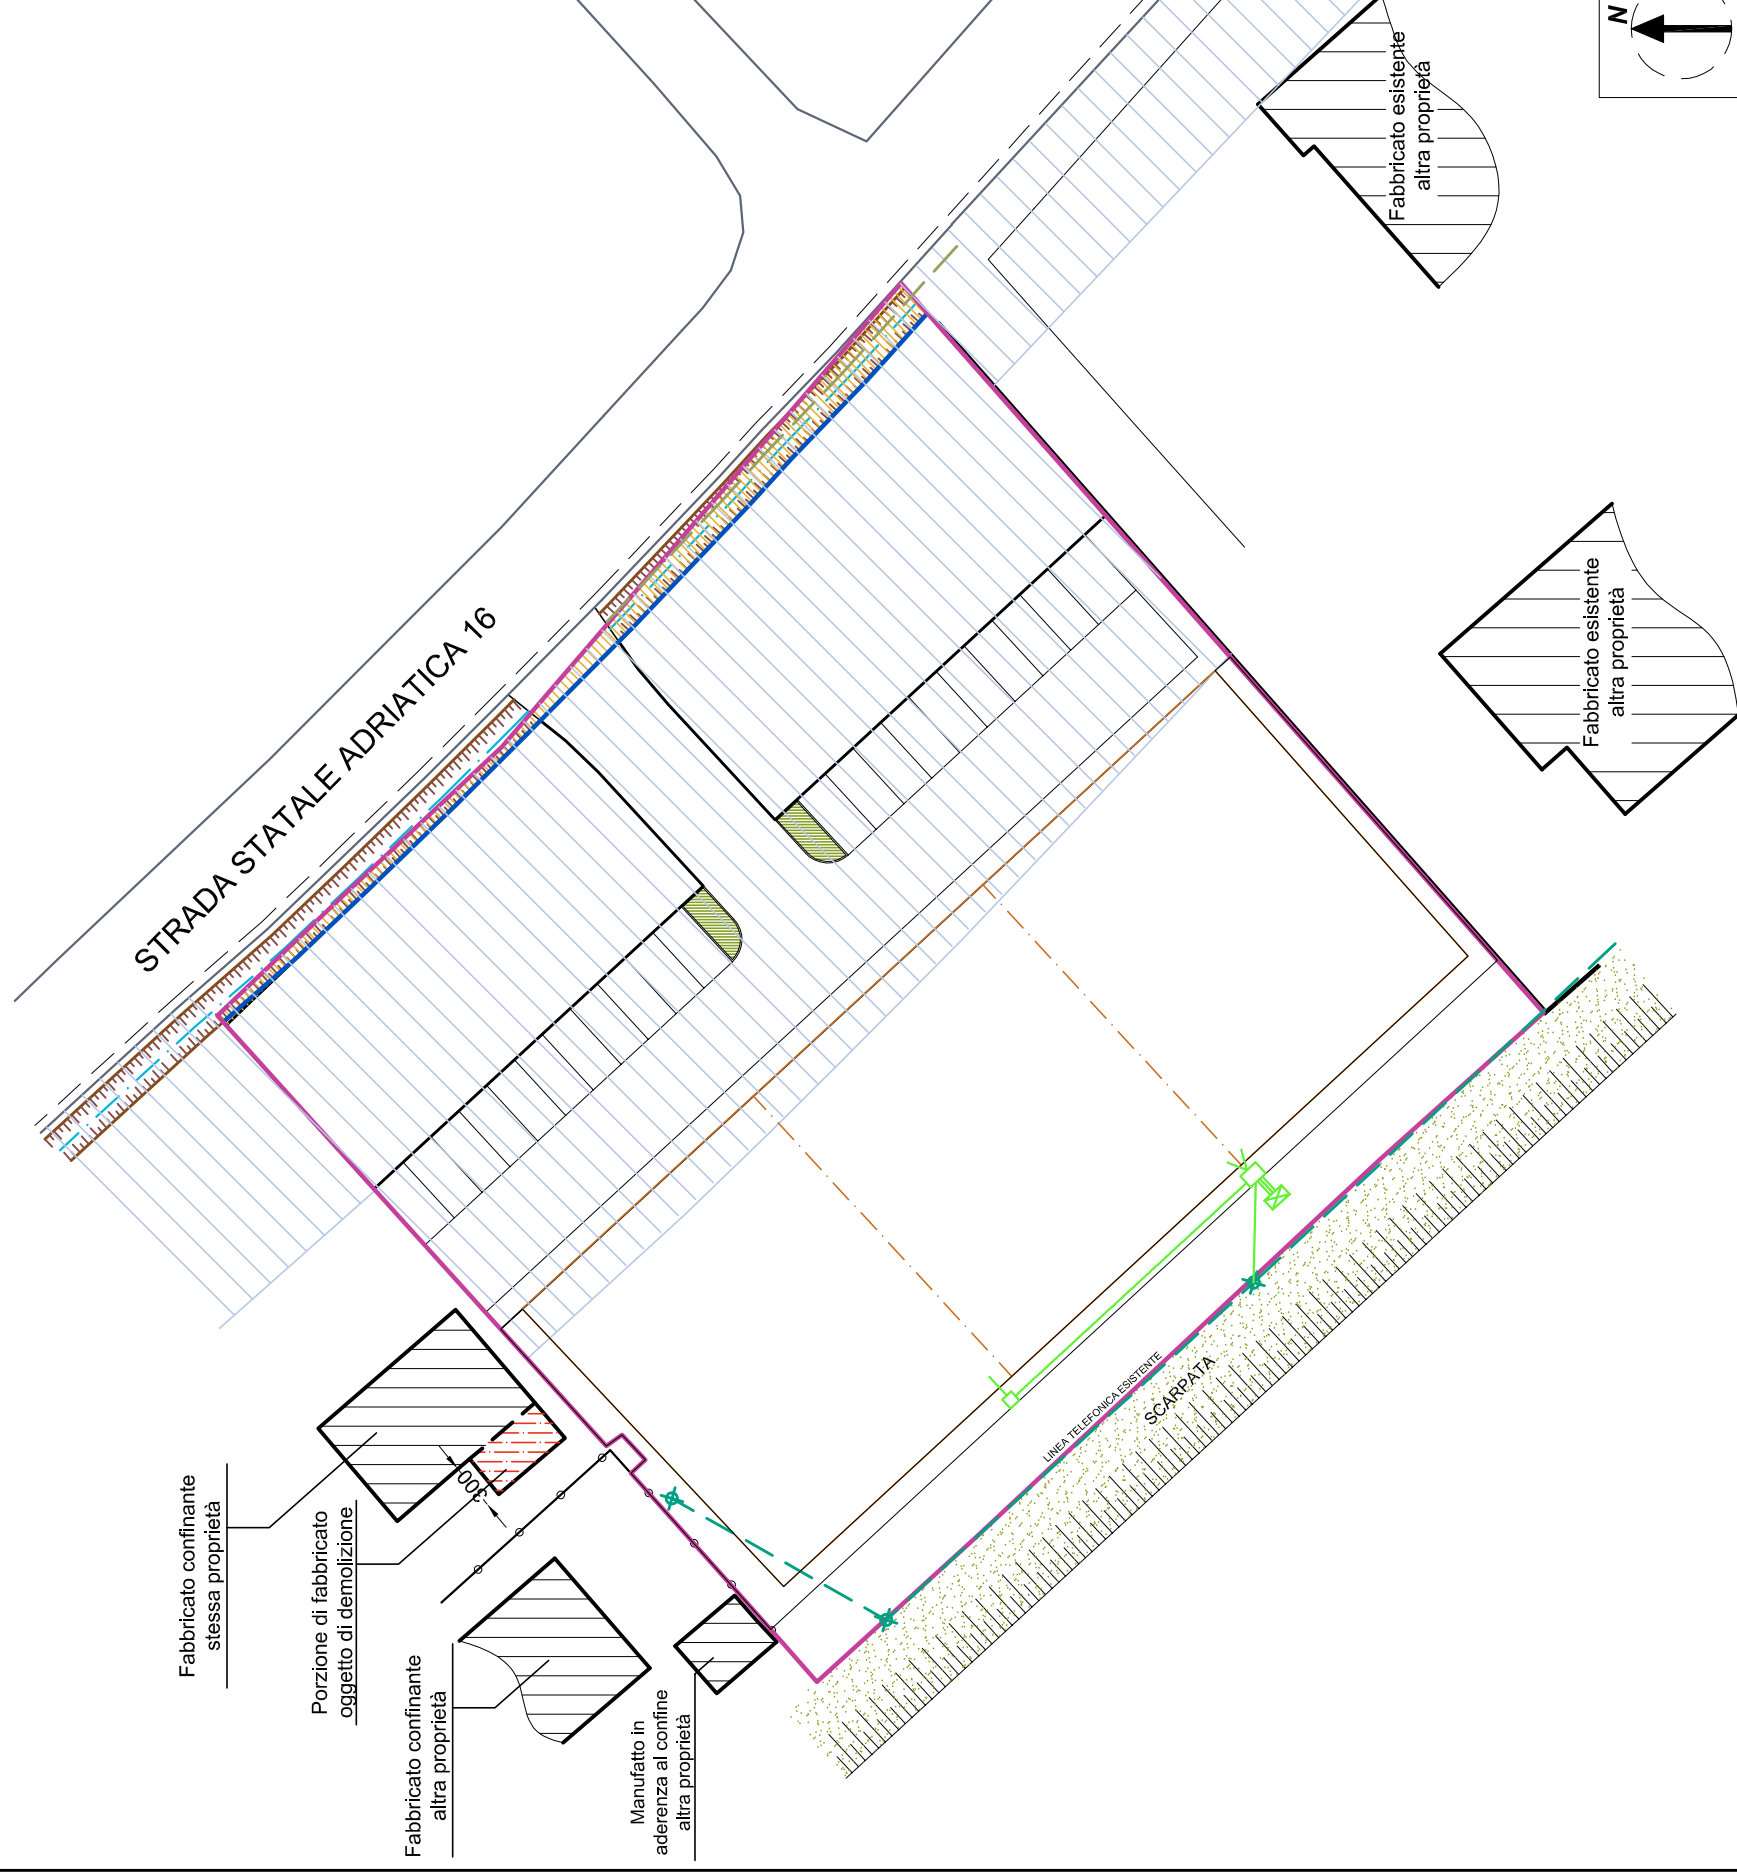 STRADA STATALE ADRIATICA 16
N
Fabbricato esistente
altra proprietà
Fabbricato esistente
altra proprietà
Fabbricato confinante
stessa proprietà
Porzione di fabbricato
oggetto di demolizione
300
Fabbricato confinante
altra proprietà
Manufatto in
aderenza al confine
altra proprietà
LINEA TELEFONICA ESISTENTE
SCARPATA